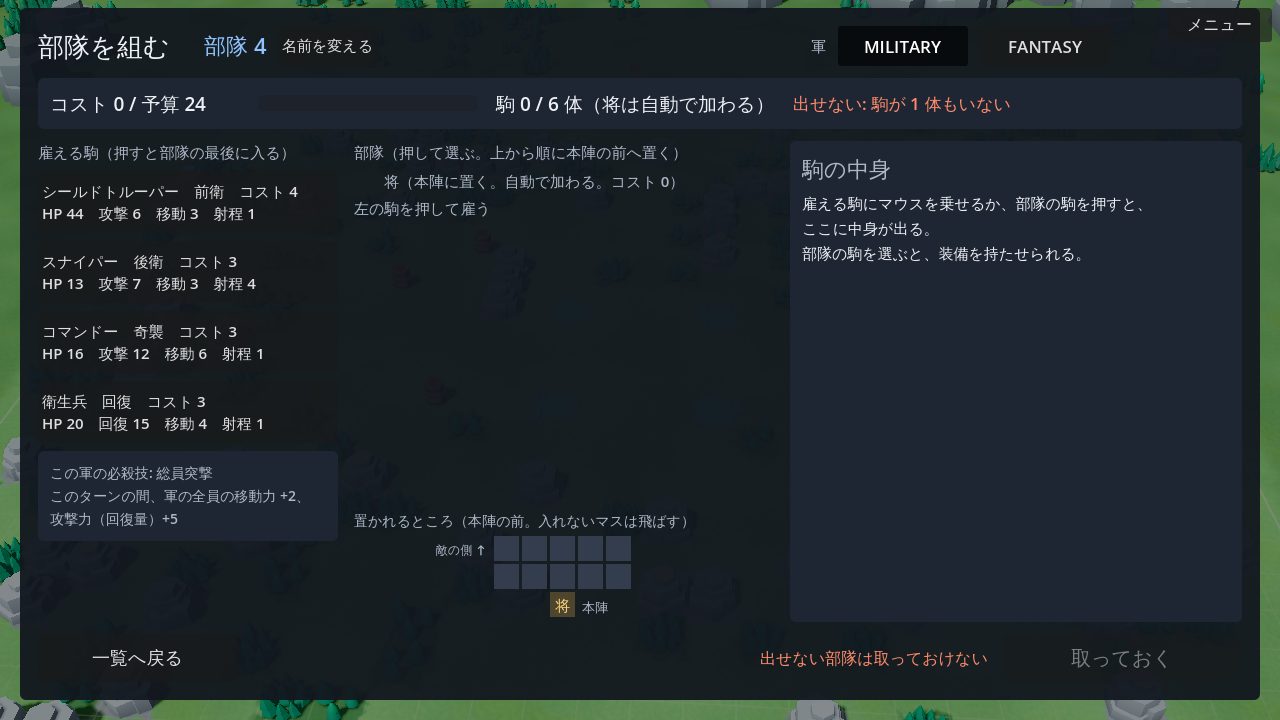 メニュー
部隊を組む 部隊 4 名前を変える 軍 MILITARY FANTASY
コスト 0 / 予算 24 駒 0 / 6 体（将は自動で加わる） 出せない: 駒が 1 体もいない
雇える駒（押すと部隊の最後に入る）
シールドトルーパー　前衛　コスト 4
HP 44　攻撃 6　移動 3　射程 1
スナイパー　後衛　コスト 3
HP 13　攻撃 7　移動 3　射程 4
コマンドー　奇襲　コスト 3
HP 16　攻撃 12　移動 6　射程 1
衛生兵　回復　コスト 3
HP 20　回復 15　移動 4　射程 1
この軍の必殺技: 総員突撃
このターンの間、軍の全員の移動力 +2、
攻撃力（回復量）+5
部隊（押して選ぶ。上から順に本陣の前へ置く）
将（本陣に置く。自動で加わる。コスト 0）
左の駒を押して雇う
置かれるところ（本陣の前。入れないマスは飛ばす）
敵の側 ↑
将 本陣
駒の中身
雇える駒にマウスを乗せるか、部隊の駒を押すと、
ここに中身が出る。
部隊の駒を選ぶと、装備を持たせられる。
一覧へ戻る 出せない部隊は取っておけない 取っておく